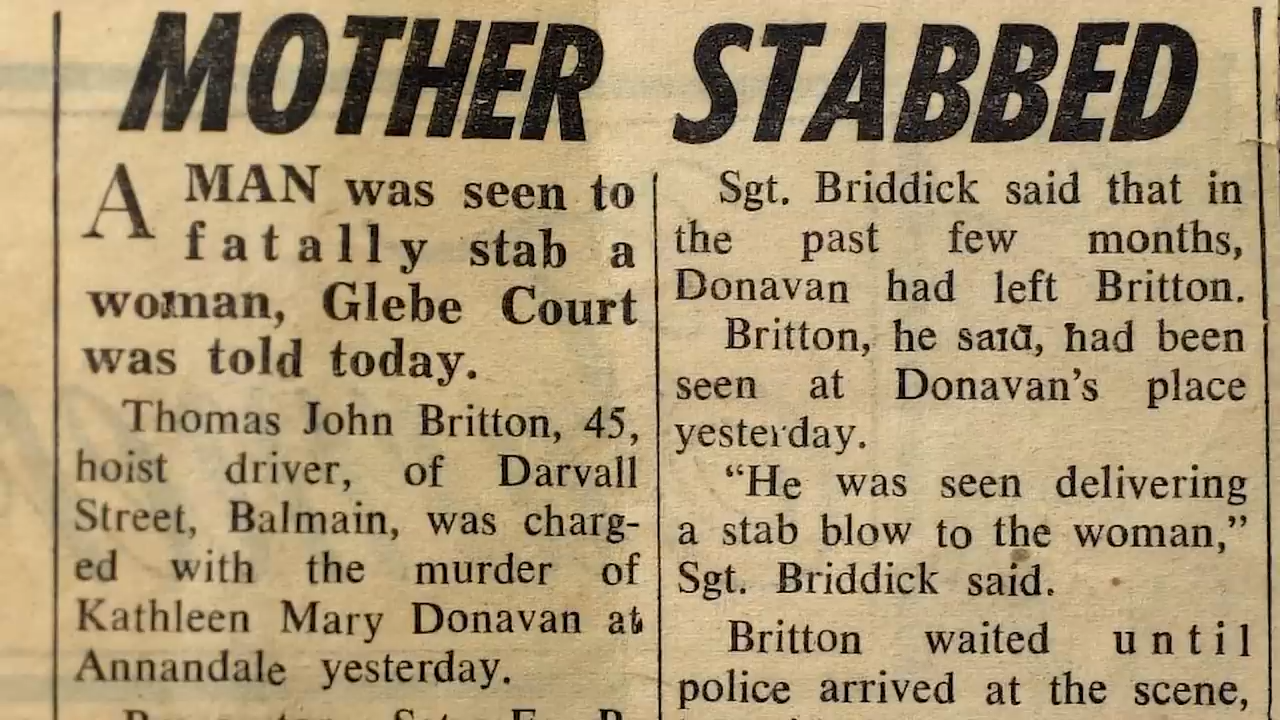 MOTHER STABBED
A MAN was seen to
fatally stab a
woman, Glebe Court
was told today.
Thomas John Britton, 45,
hoist driver, of Darvall
Street, Balmain, was charg-
ed with the murder of
Kathleen Mary Donavan at
Annandale yesterday.
Sgt. Briddick said that in
the past few months,
Donavan had left Britton.
Britton, he said, had been
seen at Donavan's place
yesterday.
“He was seen delivering
a stab blow to the woman,”
Sgt. Briddick said.
Britton waited until
police arrived at the scene,